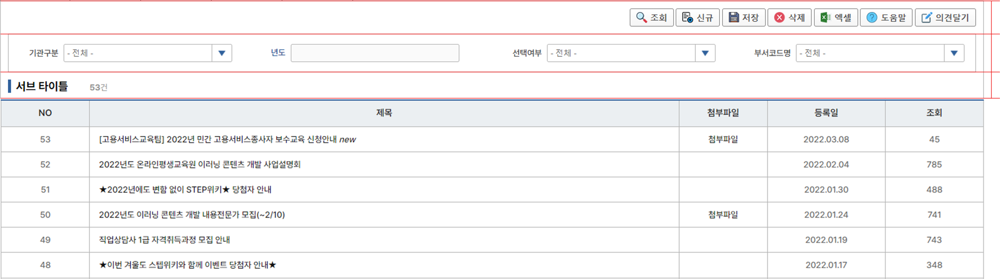 조회 신규 저장 삭제 엑셀 도움말 의견달기
기관구분 - 전체 - 년도 선택여부 - 전체 - 부서코드명 - 전체 -
서브 타이틀 53건
NO 제목 첨부파일 등록일 조회
53 [고용서비스교육팀] 2022년 민간 고용서비스종사자 보수교육 신청안내 new 첨부파일 2022.03.08 45
52 2022년도 온라인평생교육원 이러닝 콘텐츠 개발 사업설명회 2022.02.04 785
51 ★2022년에도 변함 없이 STEP위키★ 당첨자 안내 2022.01.30 488
50 2022년도 이러닝 콘텐츠 개발 내용전문가 모집(~2/10) 첨부파일 2022.01.24 741
49 직업상담사 1급 자격취득과정 모집 안내 2022.01.19 743
48 ★이번 겨울도 스텝위키와 함께 이벤트 당첨자 안내★ 2022.01.17 348